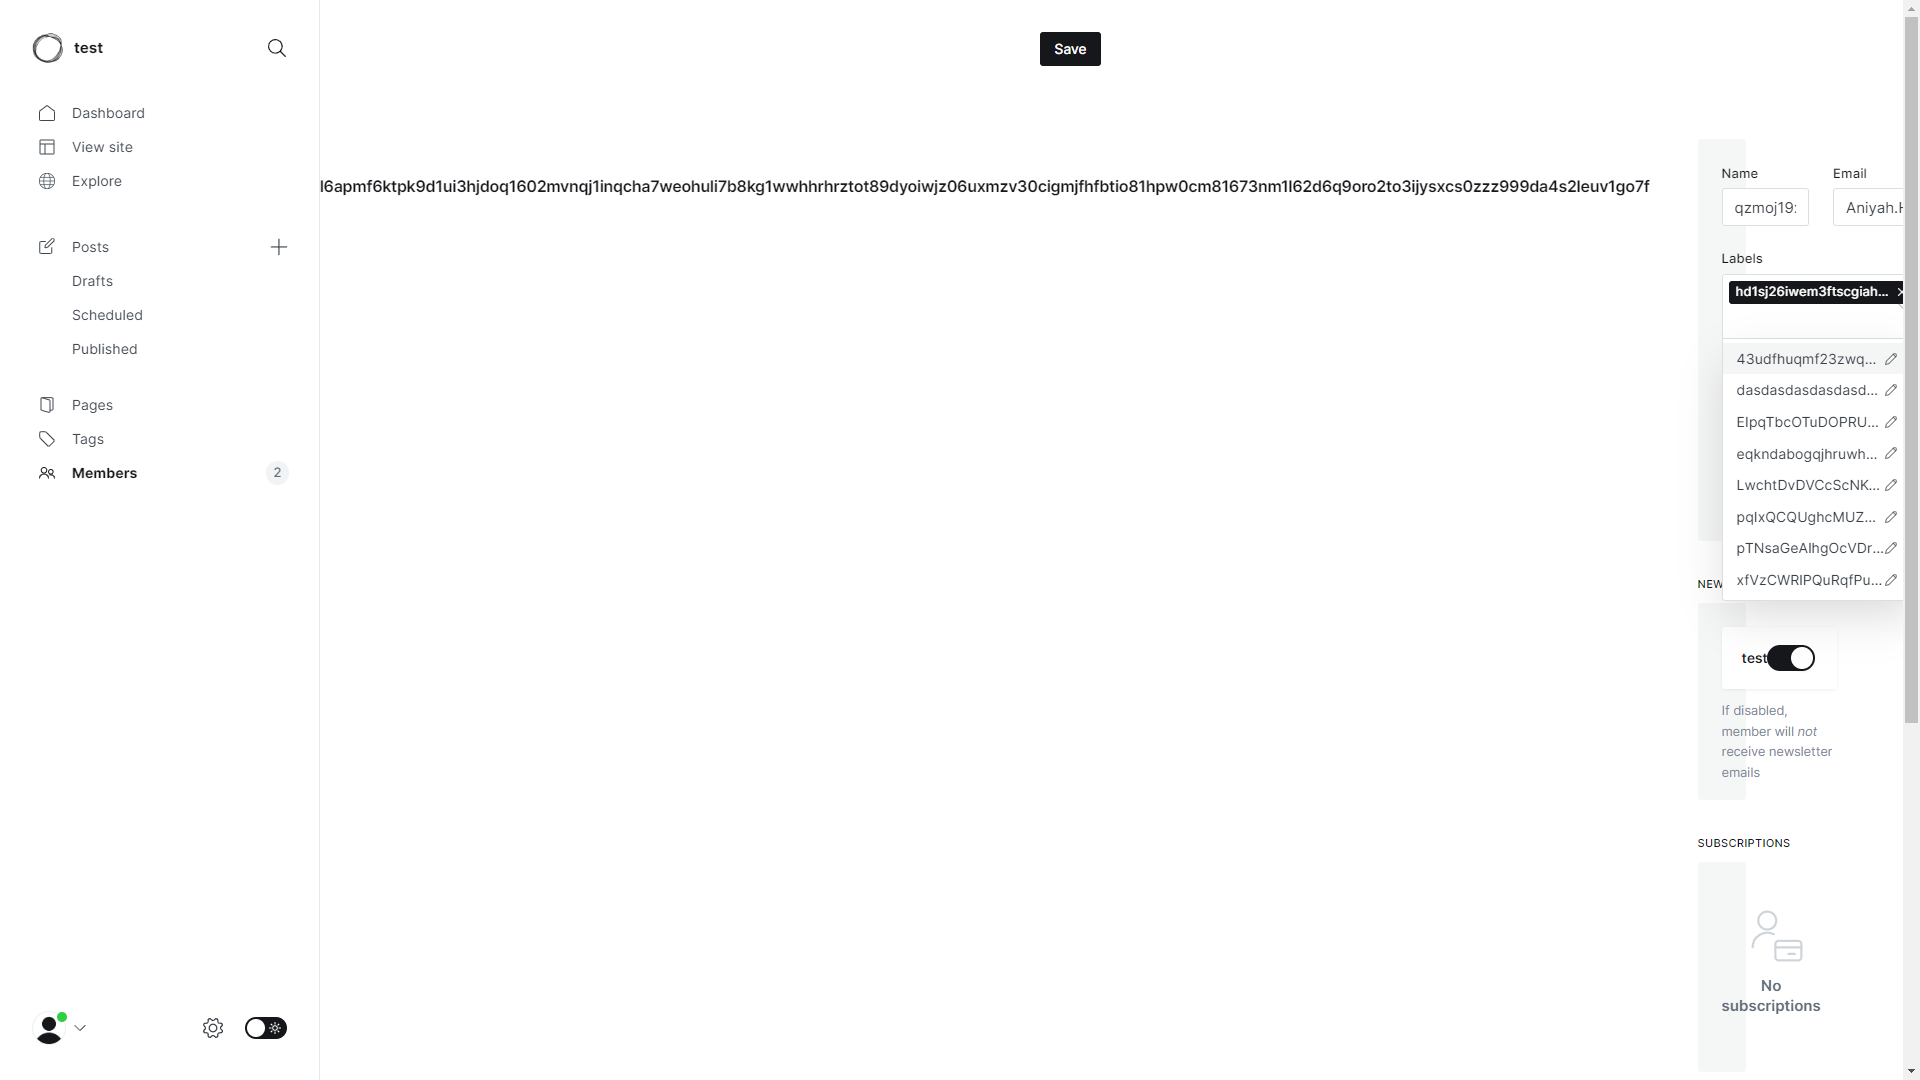 test
Dashboard
View site
Explore
Posts
Drafts
Scheduled
Published
Pages
Tags
Members 2
Save
l6apmf6ktpk9d1ui3hjdoq1602mvnqj1inqcha7weohuli7b8kg1wwhhrhrztot89dyoiwjz06uxmzv30cigmjfhfbtio81hpw0cm81673nm1l62d6q9oro2to3ijysxcs0zzz999da4s2leuv1go7f
Name Email
qzmoj19 Aniyah.
Labels
hd1sj26iwem3ftscgiah...
43udfhuqmf23zwq...
dasdasdasdasdasd...
ElpqTbcOTuDOPRU...
eqkndabogqjhruwh...
LwchtDvDVCcScNK...
pqIxQCQUghcMUZ...
pTNsaGeAIhgOcVDr...
xfVzCWRIPQuRqfPu...
NEW
test
If disabled,
member will not
receive newsletter
emails
SUBSCRIPTIONS
No
subscriptions